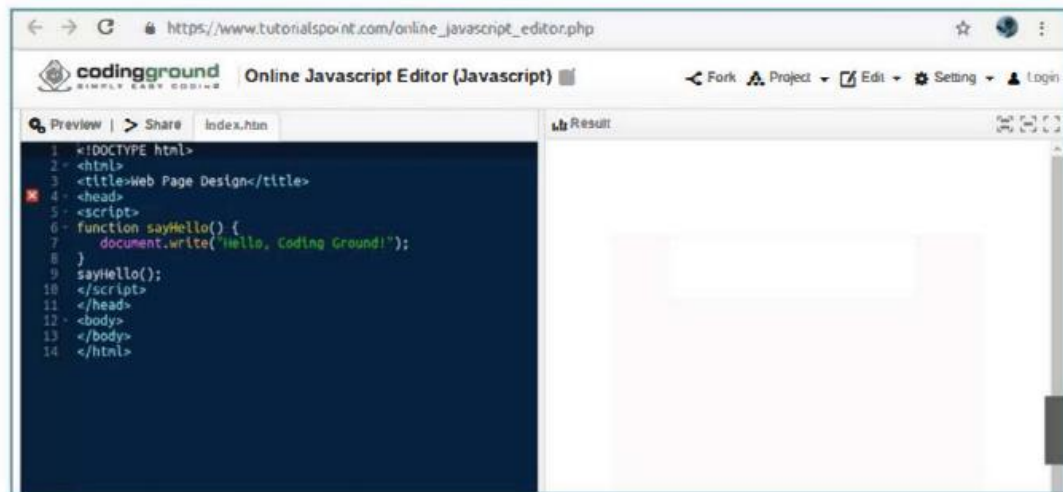 https://www.tutorialspoint.com/online_javascript_editor.php
codingground
SIMPLY EASY CODING
Online Javascript Editor (Javascript)
Fork Project Edit Setting Login
Preview | Share index.htm
Result
1 <!DOCTYPE html>
2 <html>
3 <title>Web Page Design</title>
4 <head>
5 <script>
6 function sayHello() {
7 document.write("Hello, Coding Ground!");
8 }
9 sayHello();
10 </script>
11 </head>
12 <body>
13 </body>
14 </html>